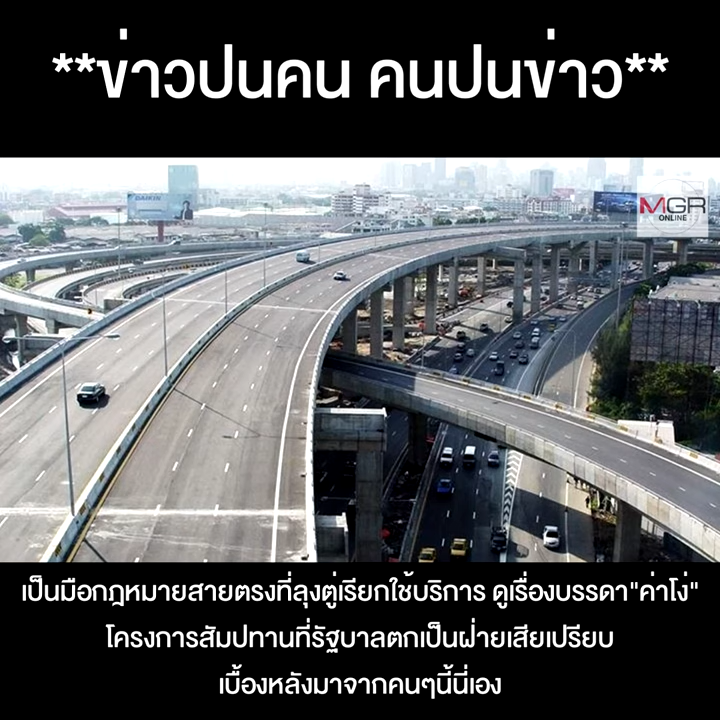 **ข่าวปนคน คนปนข่าว**
DAIKIN
MGR
ONLINE
เป็นมือกฎหมายสายตรงที่ลุงตู่เรียกใช้บริการ ดูเรื่องบรรดา"ค่าโง่"
โครงการสัมปทานที่รัฐบาลตกเป็นฝ่ายเสียเปรียบ
เบื้องหลังมาจากคนๆนี้นี่เอง